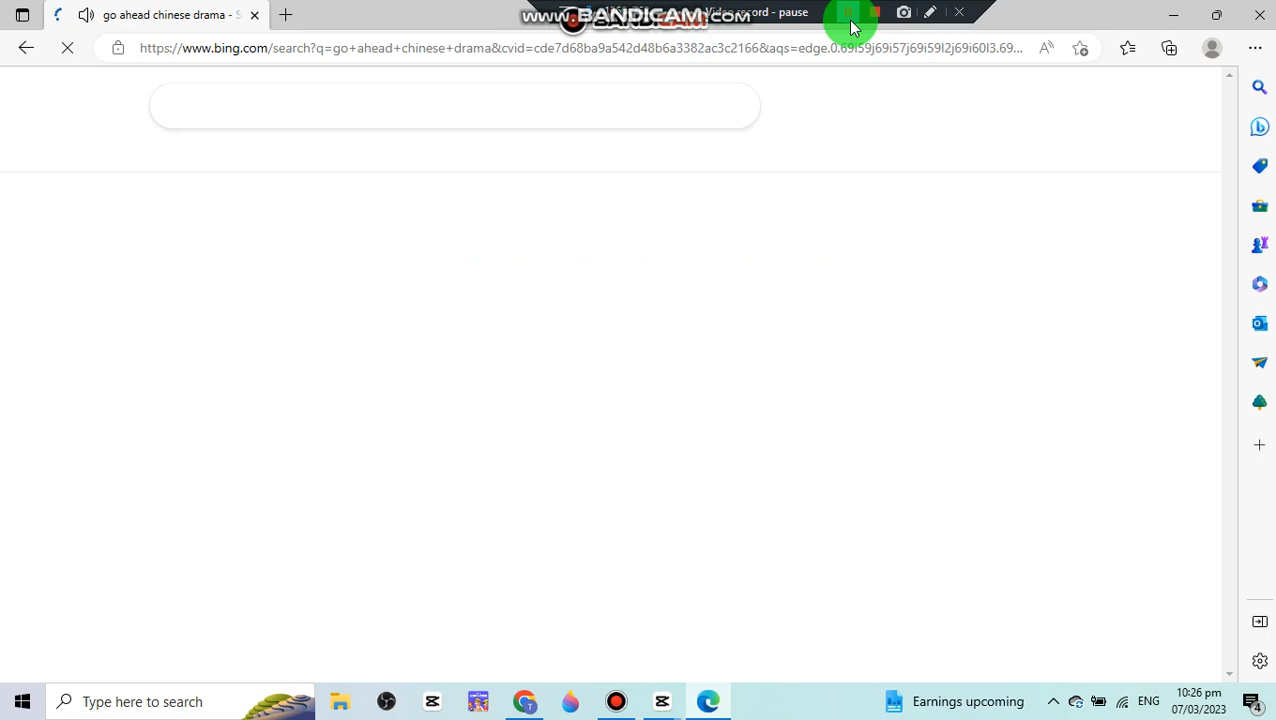 go ahead chinese drama - S
www.BANDICAM.com
Video record - pause
https://www.bing.com/search?q=go+ahead+chinese+drama&cvid=cde7d68ba9a542d48b6a3382ac3c2166&aqs=edge.0.69i59j69i57j69i59l2j69i60l3.69...
Type here to search
Earnings upcoming
ENG
10:26 pm
07/03/2023
4